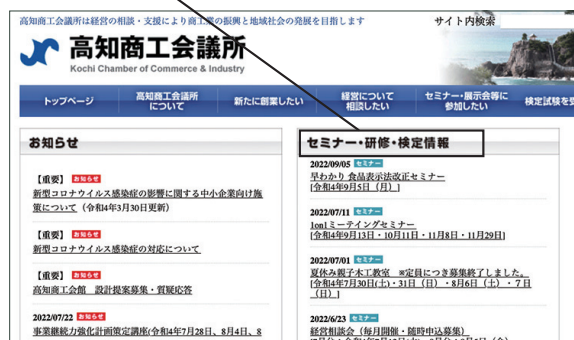 高知商工会議所は経営の相談・支援により商工業の振興と地域社会の発展を目指します
サイト内検索
高知商工会議所
Kochi Chamber of Commerce & Industry
トップページ
高知商工会議所
について
新たに創業したい
経営について
相談したい
セミナー・展示会等に
参加したい
検定試験を受
お知らせ
【重要】 お知らせ
新型コロナウイルス感染症の影響に関する中小企業向け施
策について（令和4年3月30日更新）
【重要】 お知らせ
新型コロナウイルス感染症の対応について
【重要】 お知らせ
高知商工会館　設計提案募集・質疑応答
2022/07/22 お知らせ
事業継続力強化計画策定講座(令和4年7月28日、8月4日、8
セミナー・研修・検定情報
2022/09/05 セミナー
早わかり 食品表示法改正セミナー
[令和4年9月5日（月）]
2022/07/11 セミナー
1on1ミーティングセミナー
[令和4年9月13日・10月11日・11月8日・11月29日]
2022/07/01 セミナー
夏休み親子木工教室　※定員につき募集終了しました。
[令和4年7月30日(土)・31日（日）・8月6日（土）・7日
（日）]
2022/6/23 セミナー
経営相談会（毎月開催・随時申込募集）